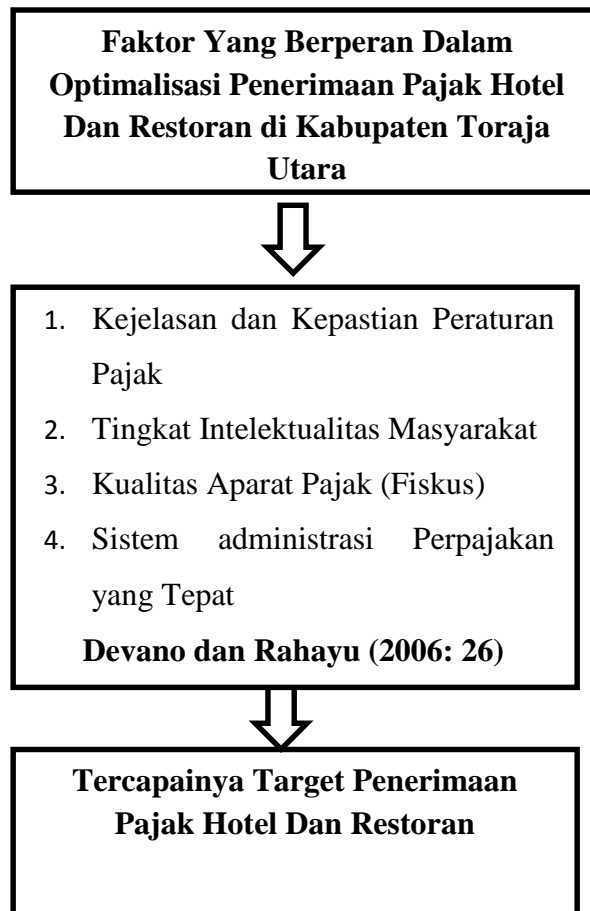 Faktor Yang Berperan Dalam
Optimalisasi Penerimaan Pajak Hotel
Dan Restoran di Kabupaten Toraja
Utara
1. Kejelasan dan Kepastian Peraturan
Pajak
2. Tingkat Intelektualitas Masyarakat
3. Kualitas Aparat Pajak (Fiskus)
4. Sistem administrasi Perpajakan
yang Tepat
Devano dan Rahayu (2006: 26)
Tercapainya Target Penerimaan
Pajak Hotel Dan Restoran